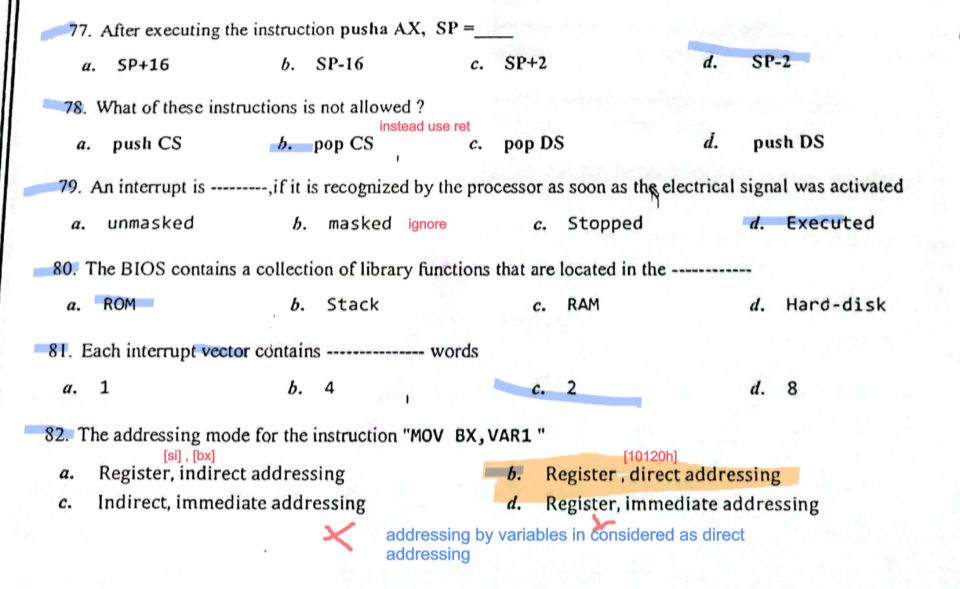 77. After executing the instruction pusha AX, SP =____
a. SP+16 b. SP-16 c. SP+2 d. SP-2
78. What of these instructions is not allowed ?
instead use ret
a. push CS b. pop CS c. pop DS d. push DS
79. An interrupt is ---------,if it is recognized by the processor as soon as the electrical signal was activated
a. unmasked b. masked ignore c. Stopped d. Executed
80. The BIOS contains a collection of library functions that are located in the ------------
a. ROM b. Stack c. RAM d. Hard-disk
81. Each interrupt vector contains --------------- words
a. 1 b. 4 c. 2 d. 8
82. The addressing mode for the instruction "MOV BX,VAR1 "
[si] , [bx] [10120h]
a. Register, indirect addressing b. Register , direct addressing
c. Indirect, immediate addressing d. Register, immediate addressing
addressing by variables in considered as direct
addressing